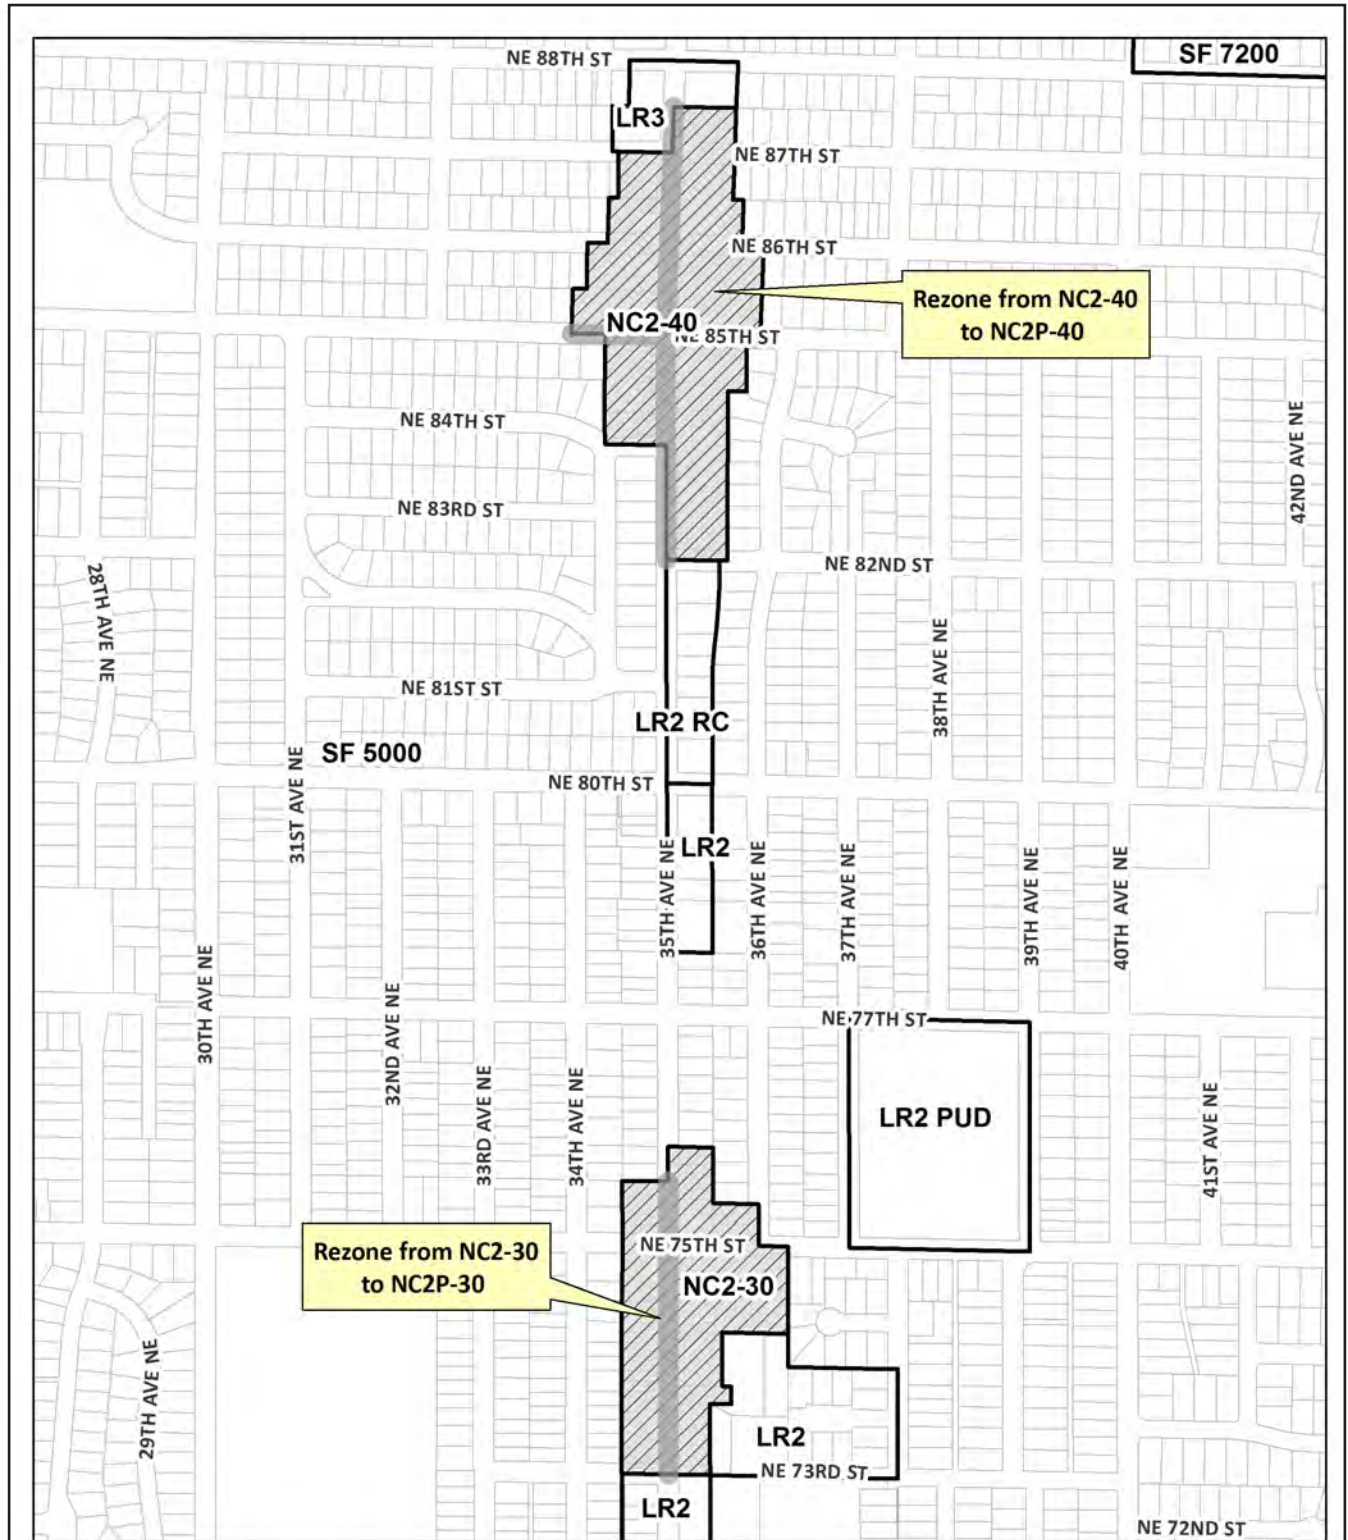 SF 7200
NE 88TH ST
LR3
NE 87TH ST
NE 86TH ST
Rezone from NC2-40
to NC2P-40
NC2-40
NE 85TH ST
NE 84TH ST
42ND AVE NE
NE 83RD ST
NE 82ND ST
28TH AVE NE
38TH AVE NE
NE 81ST ST
LR2 RC
SF 5000
31ST AVE NE
NE 80TH ST
LR2
35TH AVE NE
36TH AVE NE
37TH AVE NE
39TH AVE NE
40TH AVE NE
30TH AVE NE
32ND AVE NE
NE 77TH ST
33RD AVE NE
34TH AVE NE
LR2 PUD
41ST AVE NE
Rezone from NC2-30
to NC2P-30
NE 75TH ST
NC2-30
29TH AVE NE
LR2
NE 73RD ST
LR2
NE 72ND ST